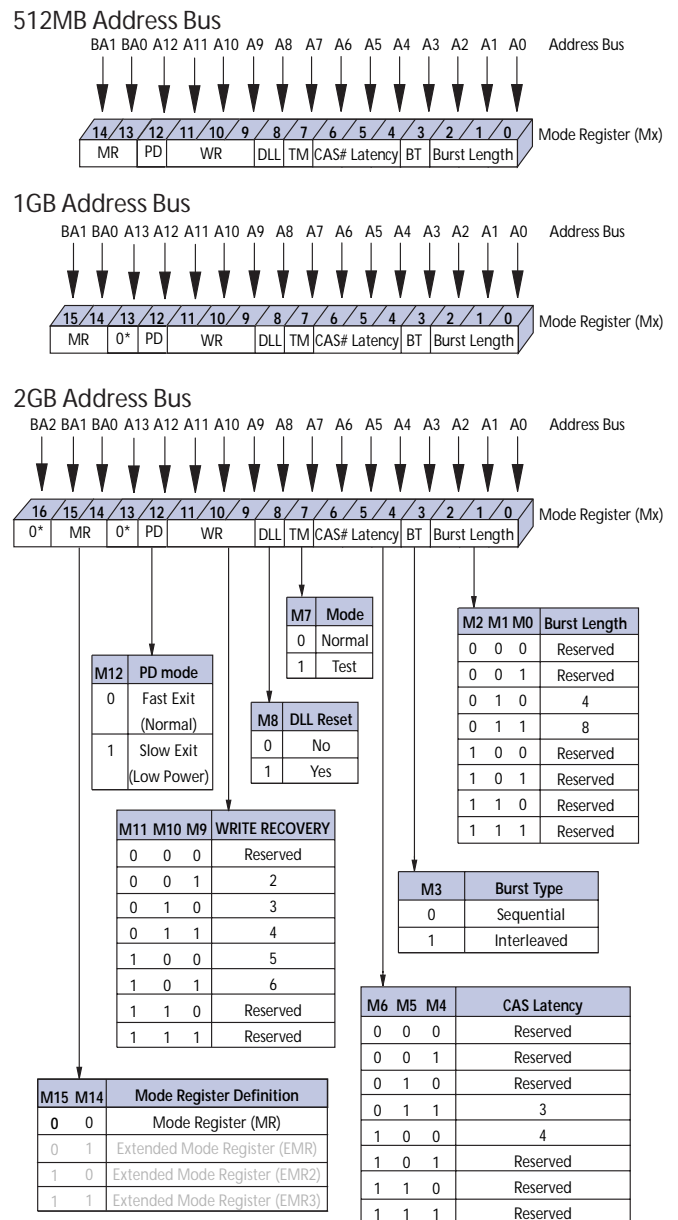 512MB Address Bus
BA1 BA0 A12 A11 A10 A9 A8 A7 A6 A5 A4 A3 A2 A1 A0 Address Bus
14 13 12 11 10 9 8 7 6 5 4 3 2 1 0 Mode Register (Mx)
MR PD WR DLL TM CAS# Latency BT Burst Length
1GB Address Bus
BA1 BA0 A13 A12 A11 A10 A9 A8 A7 A6 A5 A4 A3 A2 A1 A0 Address Bus
15 14 13 12 11 10 9 8 7 6 5 4 3 2 1 0 Mode Register (Mx)
MR 0* PD WR DLL TM CAS# Latency BT Burst Length
2GB Address Bus
BA2 BA1 BA0 A13 A12 A11 A10 A9 A8 A7 A6 A5 A4 A3 A2 A1 A0 Address Bus
16 15 14 13 12 11 10 9 8 7 6 5 4 3 2 1 0 Mode Register (Mx)
0* MR 0* PD WR DLL TM CAS# Latency BT Burst Length
M7 Mode
0 Normal
1 Test
M2 M1 M0 Burst Length
0 0 0 Reserved
0 0 1 Reserved
0 1 0 4
0 1 1 8
1 0 0 Reserved
1 0 1 Reserved
1 1 0 Reserved
1 1 1 Reserved
M12 PD mode
0 Fast Exit
(Normal)
1 Slow Exit
(Low Power)
M8 DLL Reset
0 No
1 Yes
M11 M10 M9 WRITE RECOVERY
0 0 0 Reserved
0 0 1 2
0 1 0 3
0 1 1 4
1 0 0 5
1 0 1 6
1 1 0 Reserved
1 1 1 Reserved
M3 Burst Type
0 Sequential
1 Interleaved
M6 M5 M4 CAS Latency
0 0 0 Reserved
0 0 1 Reserved
0 1 0 Reserved
0 1 1 3
1 0 0 4
1 0 1 Reserved
1 1 0 Reserved
1 1 1 Reserved
M15 M14 Mode Register Definition
0 0 Mode Register (MR)
0 1 Extended Mode Register (EMR)
1 0 Extended Mode Register (EMR2)
1 1 Extended Mode Register (EMR3)